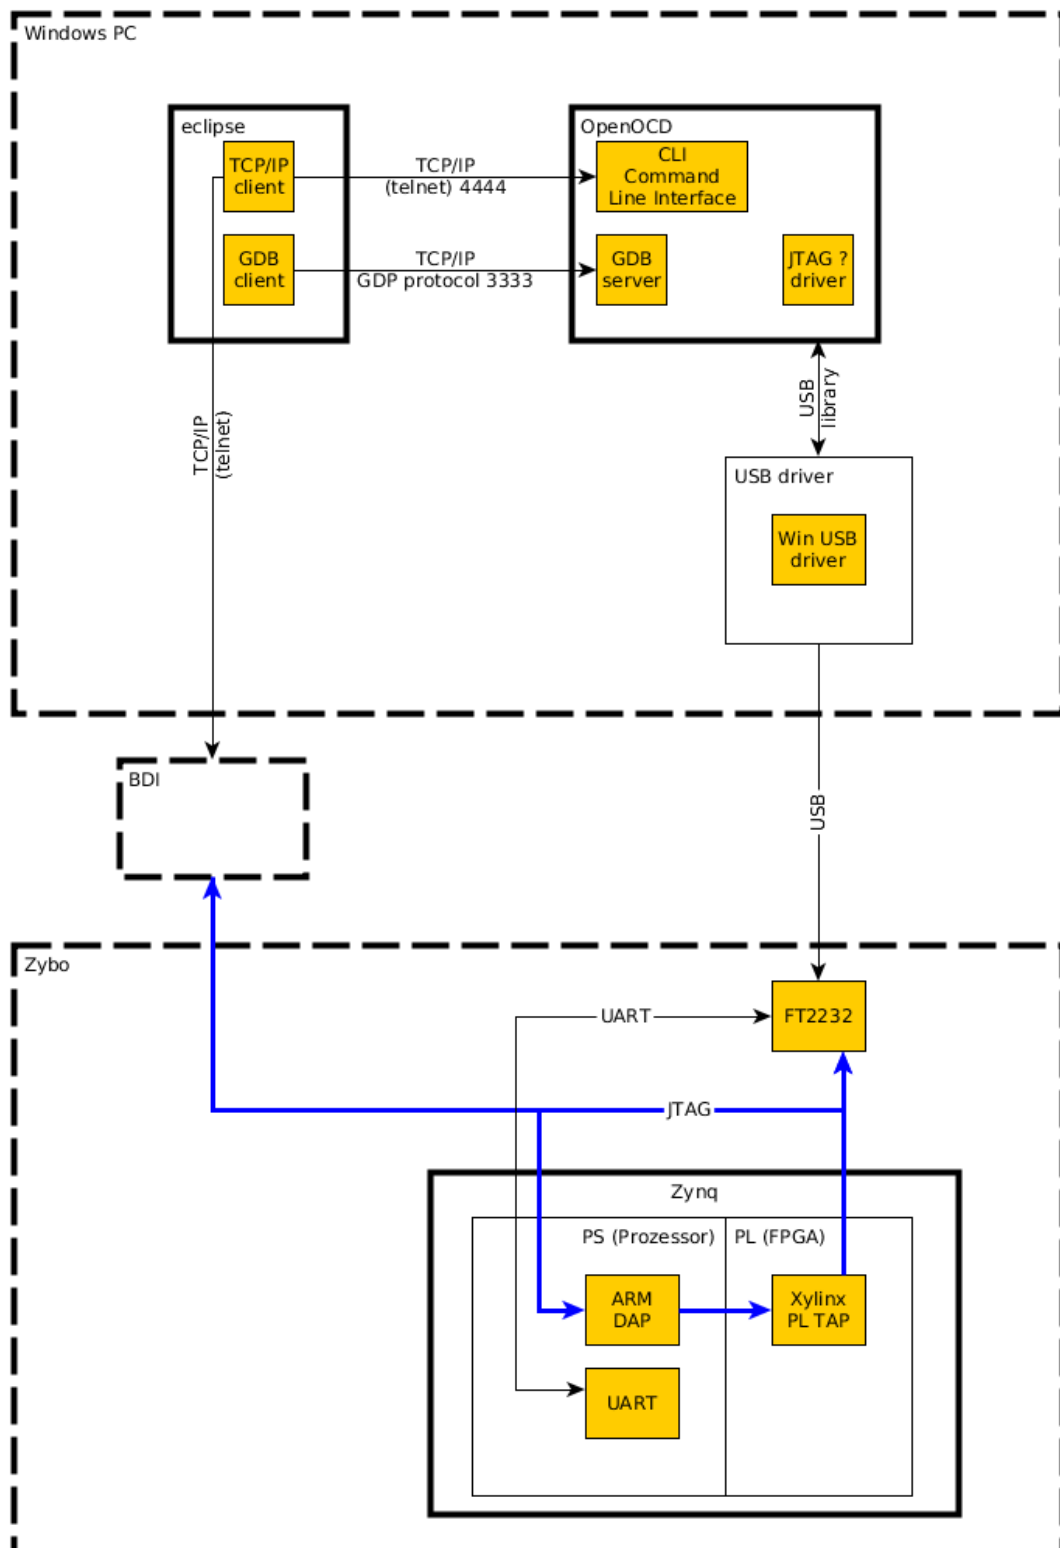 Windows PC
eclipse
OpenOCD
TCP/IP
client
TCP/IP
(telnet) 4444
CLI
Command
Line Interface
GDB
client
TCP/IP
GDP protocol 3333
GDB
server
JTAG ?
driver
TCP/IP
(telnet)
USB
library
USB driver
Win USB
driver
BDI
USB
Zybo
UART
FT2232
JTAG
Zynq
PS (Prozessor)
PL (FPGA)
ARM
DAP
Xylinx
PL TAP
UART